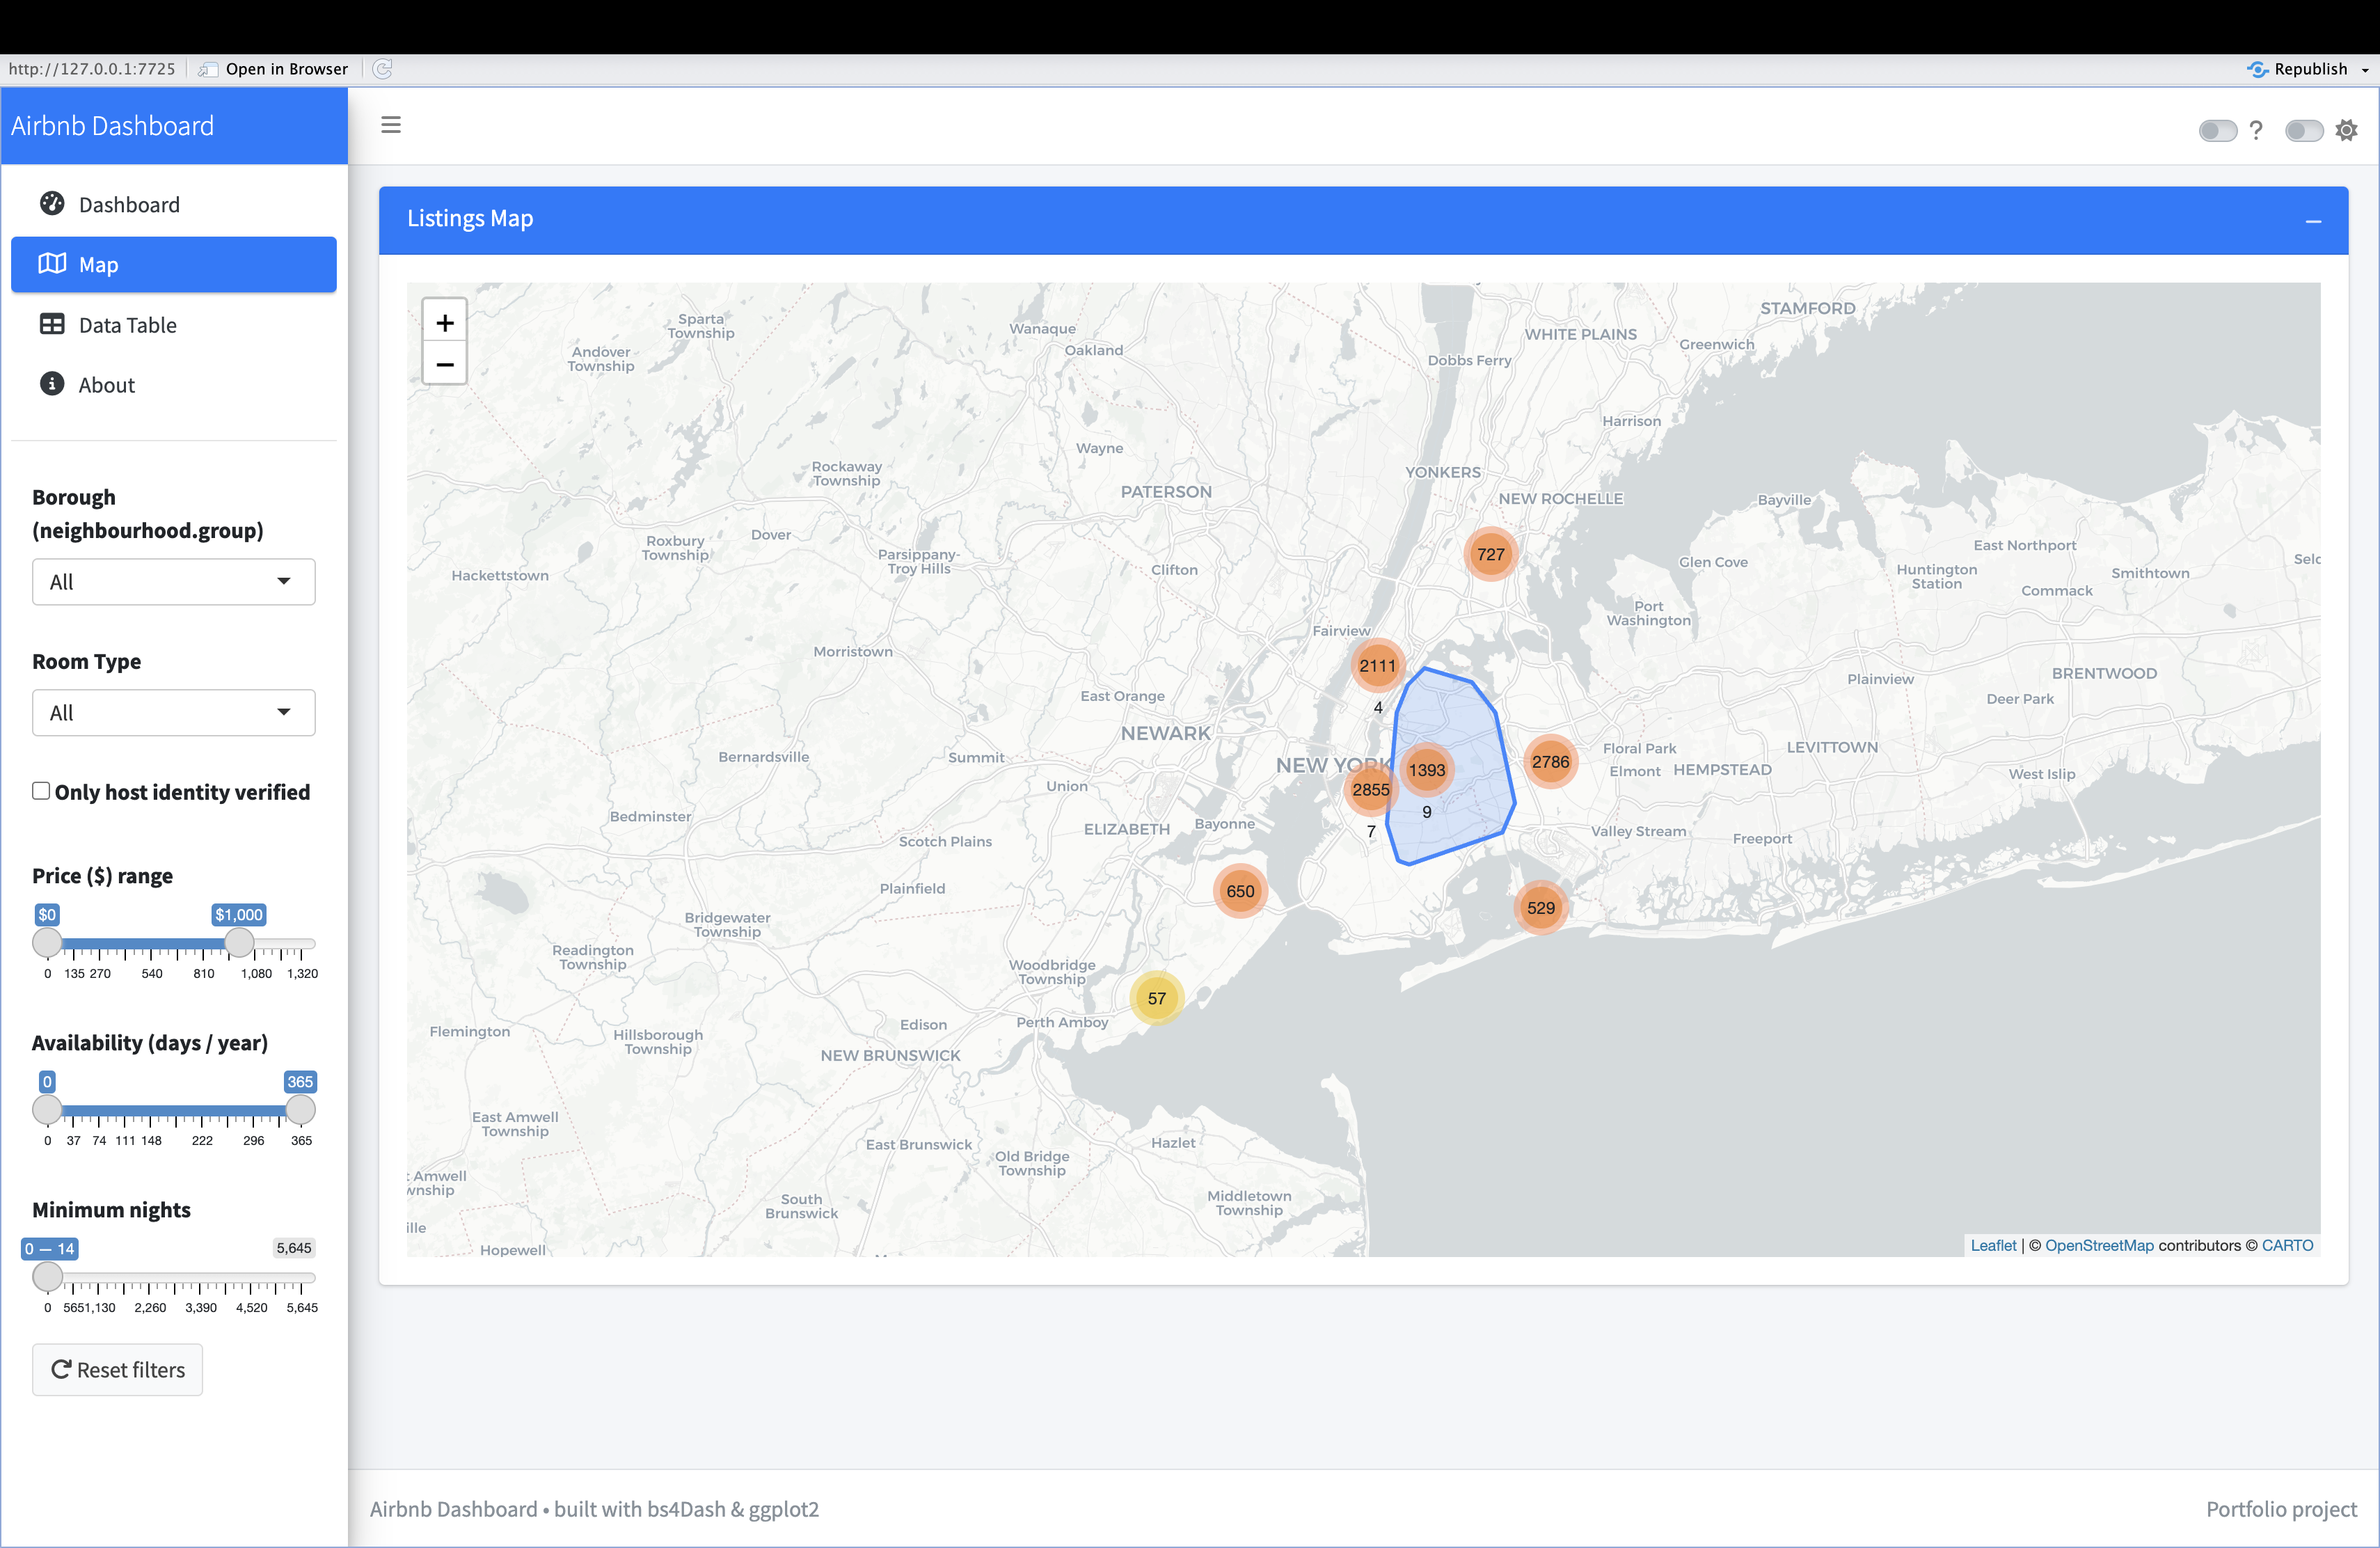 http://127.0.0.1:7725
Open in Browser
Republish
Airbnb Dashboard
?
Dashboard
Map
Data Table
About
Borough
(neighbourhood.group)
All
Room Type
All
Only host identity verified
Price ($) range
$0
$1,000
0 135 270 540 810 1,080 1,320
Availability (days / year)
0
365
0 37 74 111 148 222 296 365
Minimum nights
0 — 14
5,645
0 5651,130 2,260 3,390 4,520 5,645
Reset filters
Listings Map
+
−
Sparta
Township
Andover
Township
Wanaque
Oakland
STAMFORD
WHITE PLAINS
Greenwich
Dobbs Ferry
Harrison
Wayne
Rockaway
Township
YONKERS
PATERSON
NEW ROCHELLE
Bayville
Roxbury
Township
Dover
Parsippany-
Troy Hills
727
East Northport
Hackettstown
Clifton
Glen Cove
Huntington
Station
Smithtown
Selc
Commack
Port
Washington
Fairview
Morristown
2111
4
Plainview
BRENTWOOD
Deer Park
East Orange
NEWARK
Bernardsville
Summit
NEW YORK
1393
9
2786
Floral Park
Elmont
HEMPSTEAD
LEVITTOWN
West Islip
Union
2855
7
Bedminster
ELIZABETH
Bayonne
Valley Stream
Freeport
Scotch Plains
Plainfield
650
529
Bridgewater
Township
Readington
Township
Woodbridge
Township
57
Flemington
Hillsborough
Township
Edison
Perth Amboy
NEW BRUNSWICK
East Amwell
Township
East Brunswick
Hazlet
Old Bridge
Township
t Amwell
wnship
South
Brunswick
Middletown
Township
ille
Hopewell
Leaflet | © OpenStreetMap contributors © CARTO
Airbnb Dashboard • built with bs4Dash & ggplot2
Portfolio project